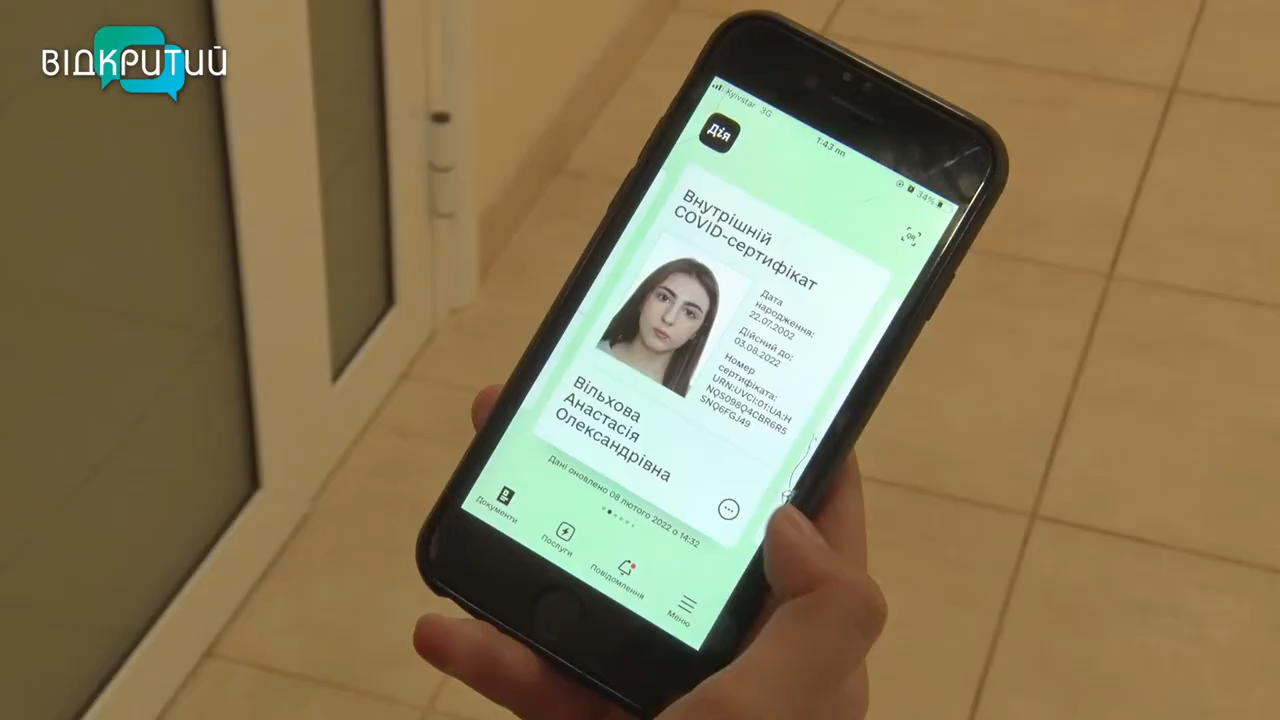 ВІДКРИТИЙ
Kyivstar 3G
1:43 пп
34%
Дія
QR
Внутрішній
COVID-сертифікат
Дата
народження:
22.07.2002
Дійсний до:
03.08.2022
Номер
сертифіката:
URN:UVCI:01:UA:H
NQS098Q4CBR6R5
SNQ6FGJ49
Вільхова
Анастасія
Олександрівна
Дані оновлено 08 лютого 2022 о 14:32
Документи
Послуги
Повідомлення
Меню